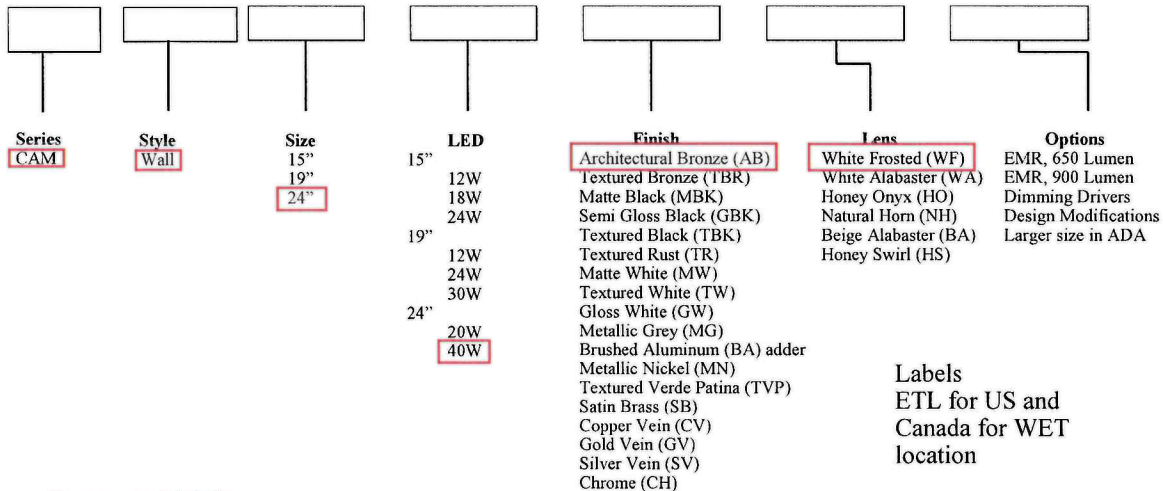 Series
CAM
Style
Wall
Size
15”
19”
24”
LED
15”
12W
18W
24W
19”
12W
24W
30W
24”
20W
40W
Finish
Architectural Bronze (AB)
Textured Bronze (TBR)
Matte Black (MBK)
Semi Gloss Black (GBK)
Textured Black (TBK)
Textured Rust (TR)
Matte White (MW)
Textured White (TW)
Gloss White (GW)
Metallic Grey (MG)
Brushed Aluminum (BA) adder
Metallic Nickel (MN)
Textured Verde Patina (TVP)
Satin Brass (SB)
Copper Vein (CV)
Gold Vein (GV)
Silver Vein (SV)
Chrome (CH)
Lens
White Frosted (WF)
White Alabaster (WA)
Honey Onyx (HO)
Natural Horn (NH)
Beige Alabaster (BA)
Honey Swirl (HS)
Options
EMR, 650 Lumen
EMR, 900 Lumen
Dimming Drivers
Design Modifications
Larger size in ADA
Labels
ETL for US and
Canada for WET
location